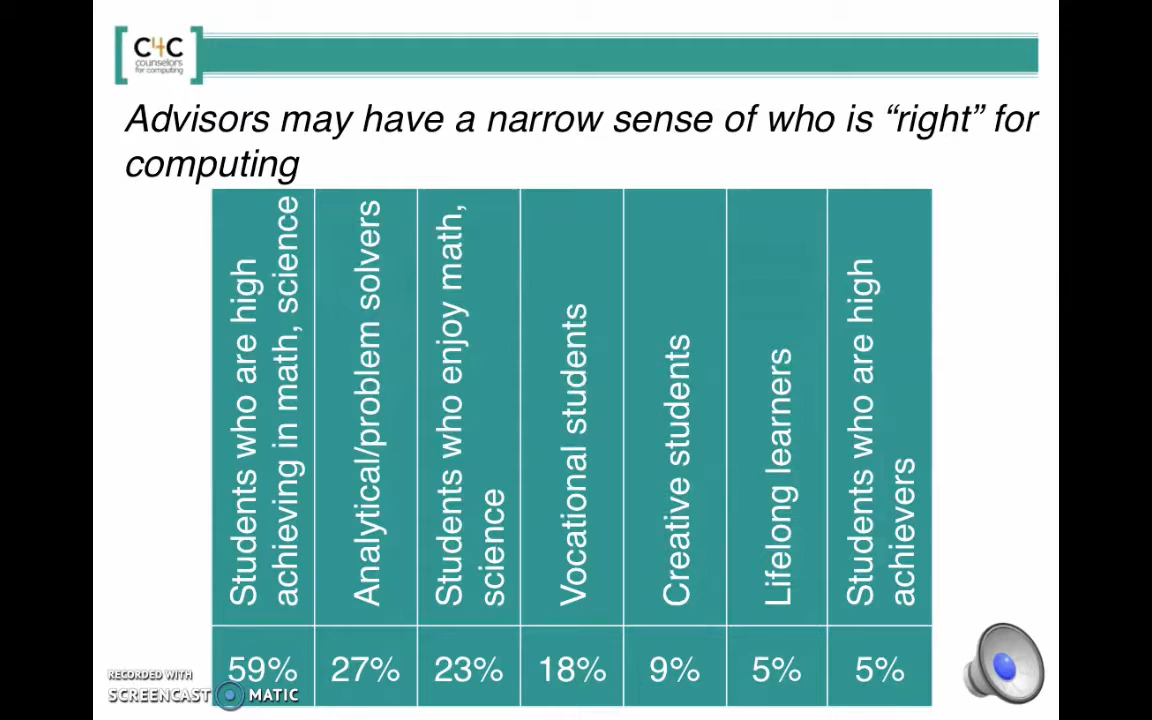 C4C
counselors
for computing
Advisors may have a narrow sense of who is “right” for
computing
Students who are high
achieving in math, science
Analytical/problem solvers
Students who enjoy math,
science
Vocational students
Creative students
Lifelong learners
Students who are high
achievers
59%
27%
23%
18%
9%
5%
5%
RECORDED WITH
SCREENCAST MATIC